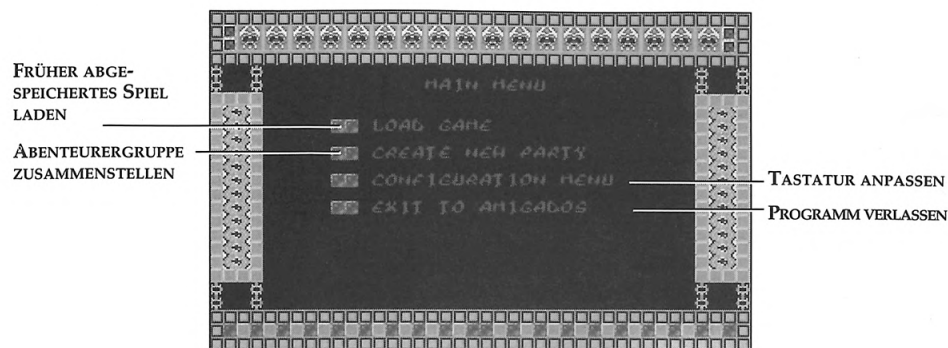 FRÜHER ABGE-
SPEICHERTES SPIEL
LADEN
ABENTEURERGRUPPE
ZUSAMMENSTELLEN
MAIN MENU
LOAD GAME
CREATE NEW PARTY
CONFIGURATION MENU
EXIT TO AMIGADOS
TASTATUR ANPASSEN
PROGRAMM VERLASSEN